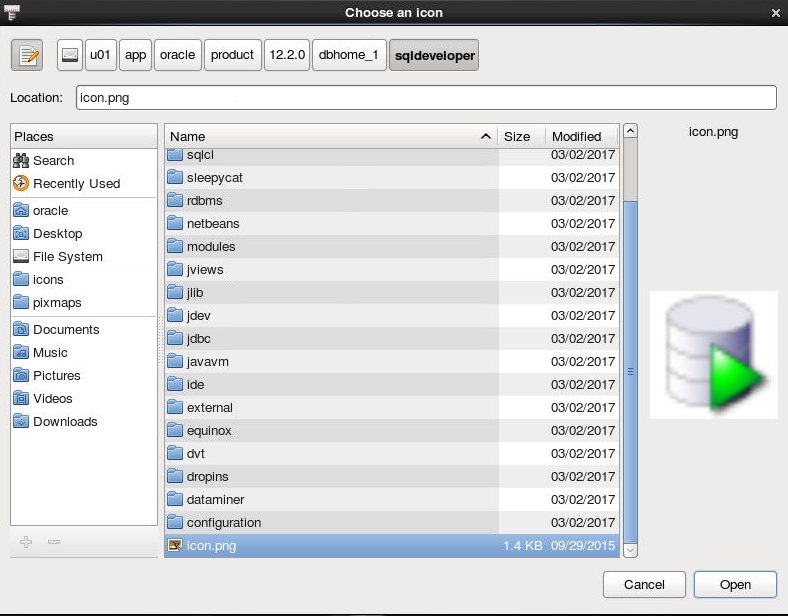 Choose an icon
u01 app oracle product 12.2.0 dbhome_1 sqldeveloper
Location: icon.png
Places
Search
Recently Used
oracle
Desktop
File System
icons
pixmaps
Documents
Music
Pictures
Videos
Downloads
Name Size Modified
sqlcl 03/02/2017
sleepycat 03/02/2017
rdbms 03/02/2017
netbeans 03/02/2017
modules 03/02/2017
jviews 03/02/2017
jlib 03/02/2017
jdev 03/02/2017
jdbc 03/02/2017
javavm 03/02/2017
ide 03/02/2017
external 03/02/2017
equinox 03/02/2017
dvt 03/02/2017
dropins 03/02/2017
dataminer 03/02/2017
configuration 03/02/2017
icon.png 1.4 KB 09/29/2015
icon.png
Cancel Open